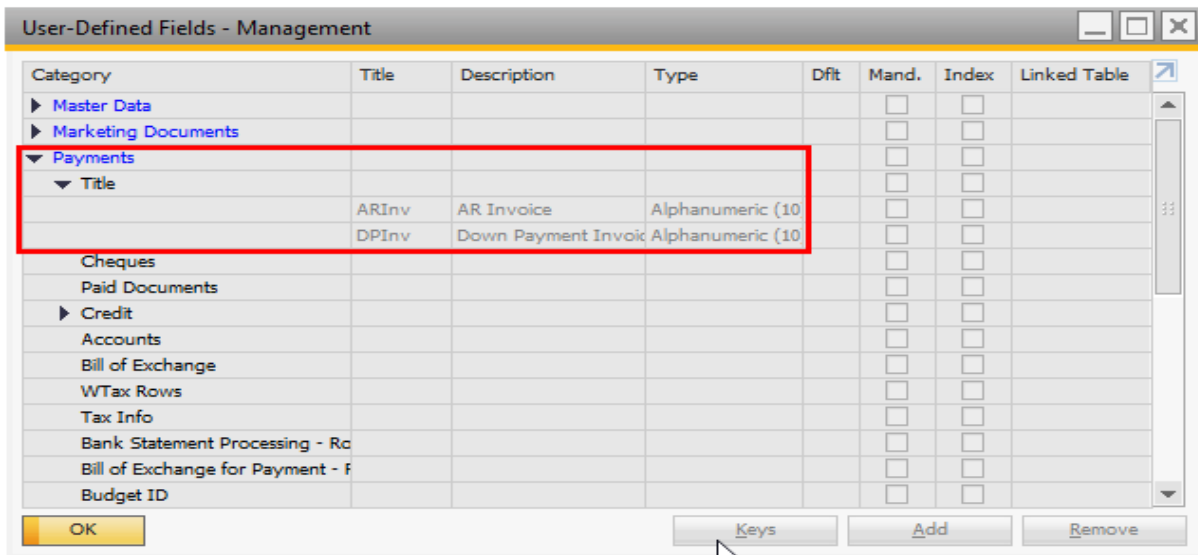 User-Defined Fields - Management
Category Title Description Type Dflt Mand. Index Linked Table
Master Data
Marketing Documents
Payments
Title
ARInv AR Invoice Alphanumeric (10
DPInv Down Payment Invoic Alphanumeric (10
Cheques
Paid Documents
Credit
Accounts
Bill of Exchange
WTax Rows
Tax Info
Bank Statement Processing - Ro
Bill of Exchange for Payment - F
Budget ID
OK Keys Add Remove